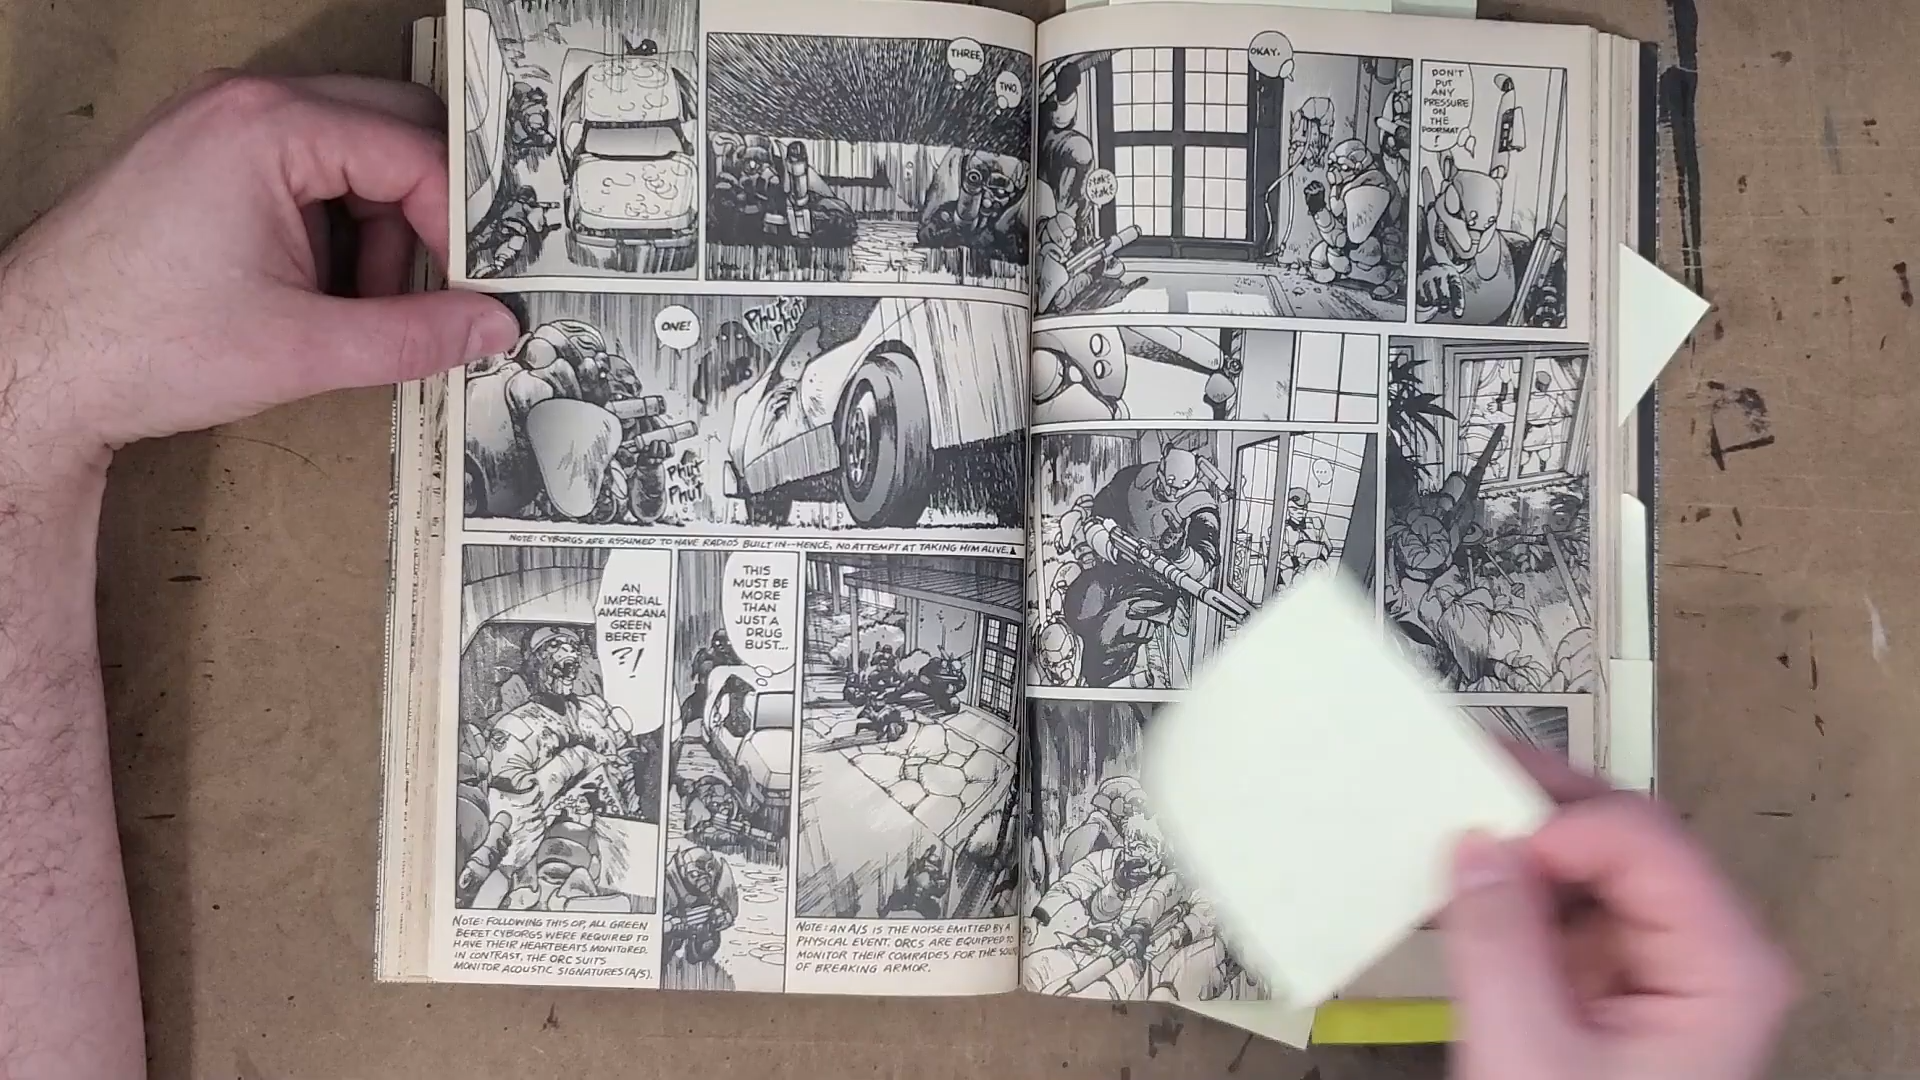 THREE,
TWO,
ONE!
Phut
Phut
Phut
Phut
NOTE: CYBORGS ARE ASSUMED TO HAVE RADIOS BUILT IN--HENCE, NO ATTEMPT AT TAKING HIM ALIVE.
AN
IMPERIAL
AMERICANA
GREEN
BERET
?!
THIS
MUST BE
MORE
THAN
JUST A
DRUG
BUST...
NOTE: FOLLOWING THIS OP, ALL GREEN
BERET CYBORGS WERE REQUIRED TO
HAVE THEIR HEARTBEATS MONITORED.
IN CONTRAST, THE ORC SUITS
MONITOR ACOUSTIC SIGNATURES (A/S).
NOTE: AN A/S IS THE NOISE EMITTED BY A
PHYSICAL EVENT. ORCS ARE EQUIPPED TO
MONITOR THEIR COMRADES FOR THE
OF BREAKING ARMOR.
OKAY.
DON'T
PUT
ANY
PRESSURE
ON
THE
DOORMAT
!
...